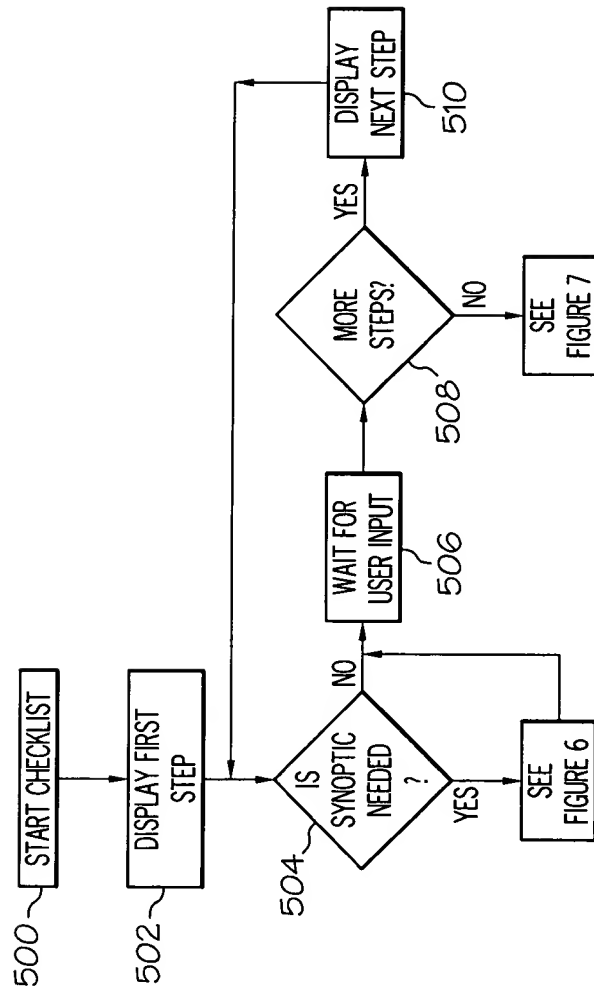 500
START CHECKLIST
502
DISPLAY FIRST
STEP
504
IS
SYNOPTIC
NEEDED
?
YES
SEE
FIGURE 6
NO
WAIT FOR
USER INPUT
506
MORE
STEPS?
508
NO
SEE
FIGURE 7
YES
DISPLAY
NEXT STEP
510